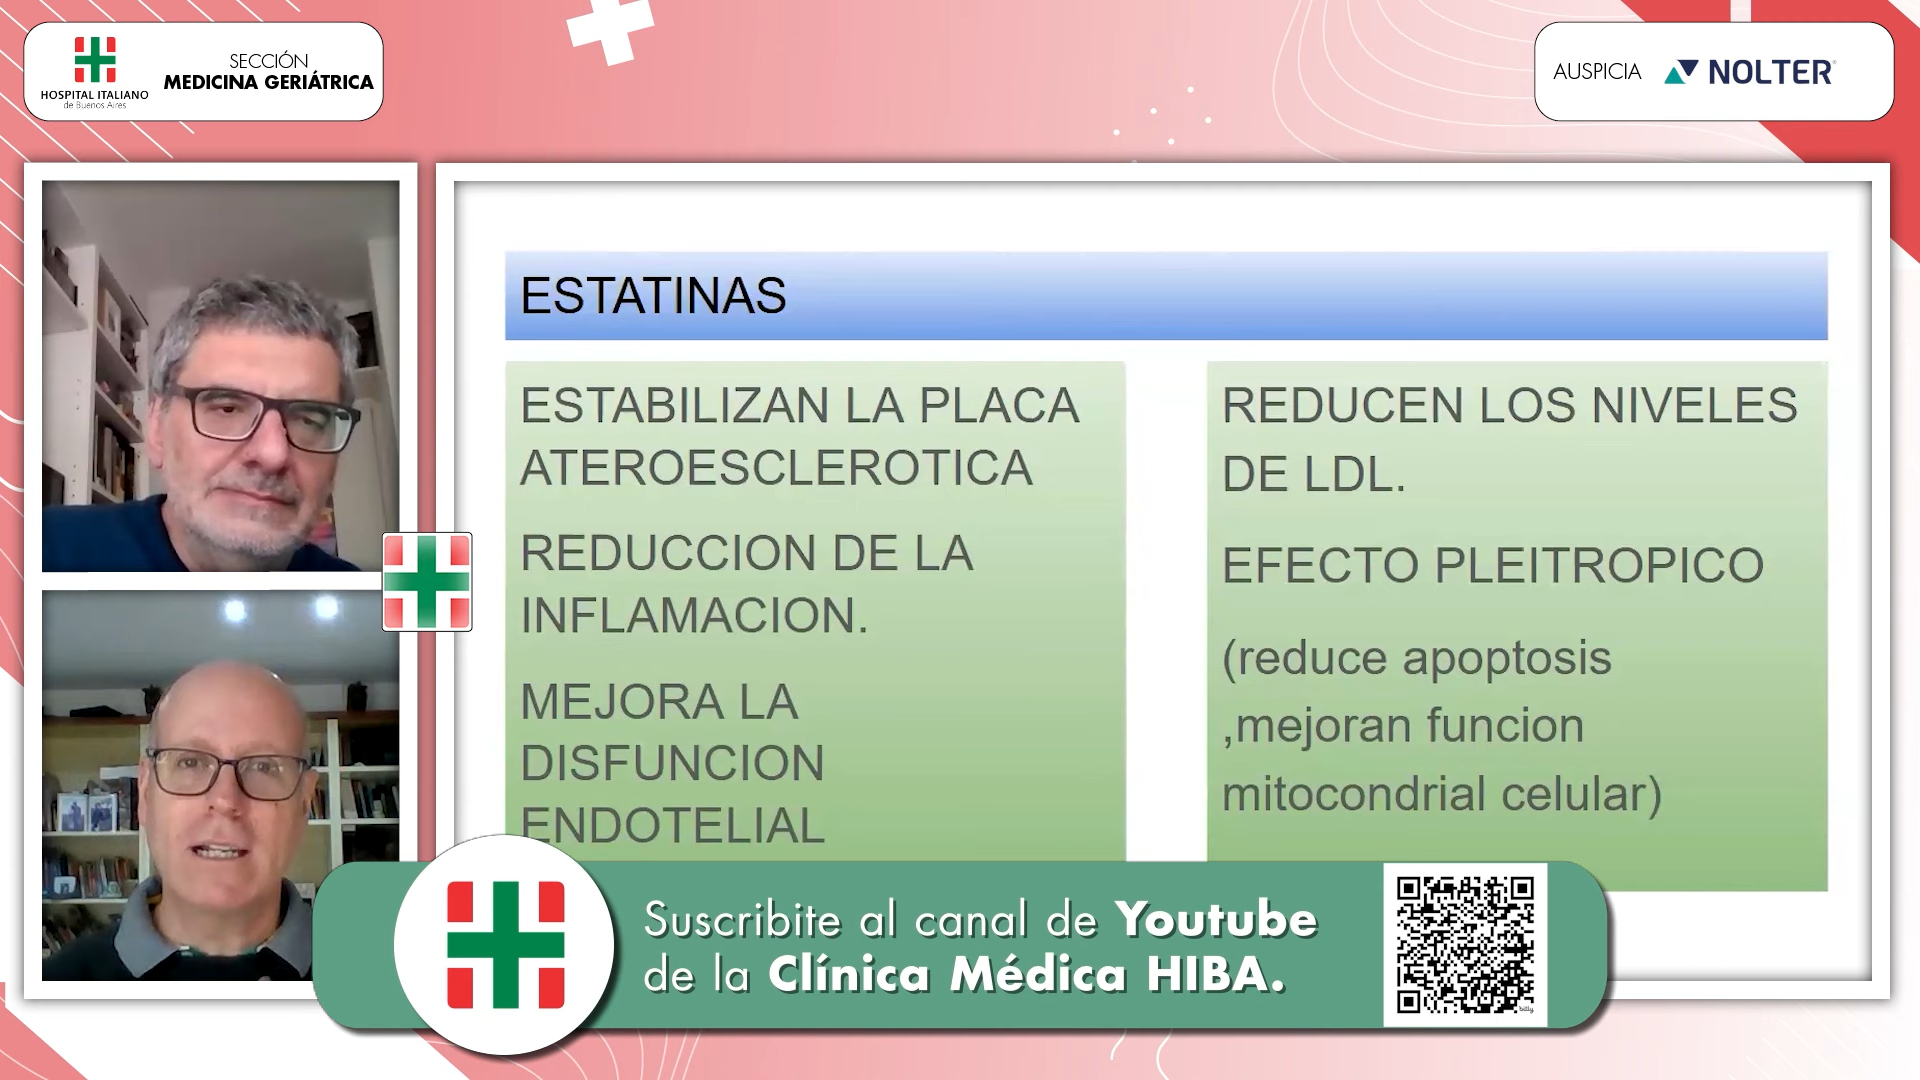 SECCIÓN
MEDICINA GERIÁTRICA
HOSPITAL ITALIANO
de Buenos Aires
AUSPICIA
NOLTER
ESTATINAS
ESTABILIZAN LA PLACA
ATEROESCLEROTICA
REDUCCION DE LA
INFLAMACION.
MEJORA LA
DISFUNCION
ENDOTELIAL
REDUCEN LOS NIVELES
DE LDL.
EFECTO PLEITROPICO
(reduce apoptosis
,mejoran funcion
mitocondrial celular)
Suscribite al canal de Youtube
de la Clínica Médica HIBA.
bitly